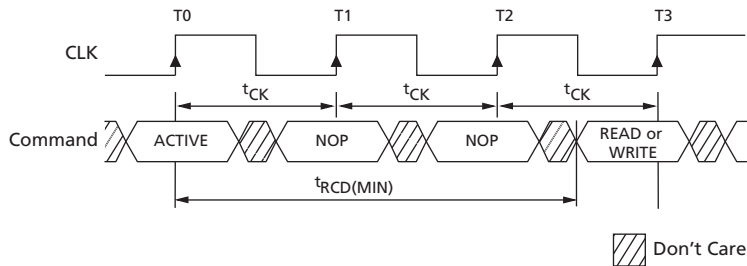 T0 T1 T2 T3
CLK
tCK tCK tCK
Command ACTIVE NOP NOP READ or
WRITE
tRCD(MIN)
Don't Care